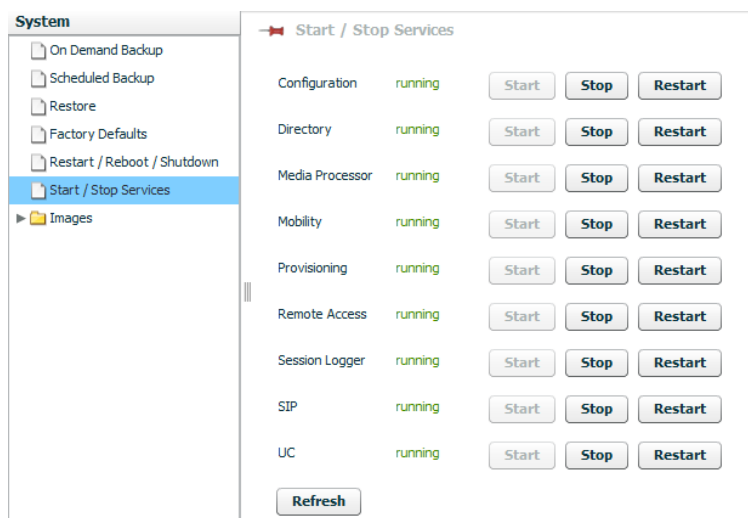 System
On Demand Backup
Scheduled Backup
Restore
Factory Defaults
Restart / Reboot / Shutdown
Start / Stop Services
Images
Start / Stop Services
Configuration running Start Stop Restart
Directory running Start Stop Restart
Media Processor running Start Stop Restart
Mobility running Start Stop Restart
Provisioning running Start Stop Restart
Remote Access running Start Stop Restart
Session Logger running Start Stop Restart
SIP running Start Stop Restart
UC running Start Stop Restart
Refresh